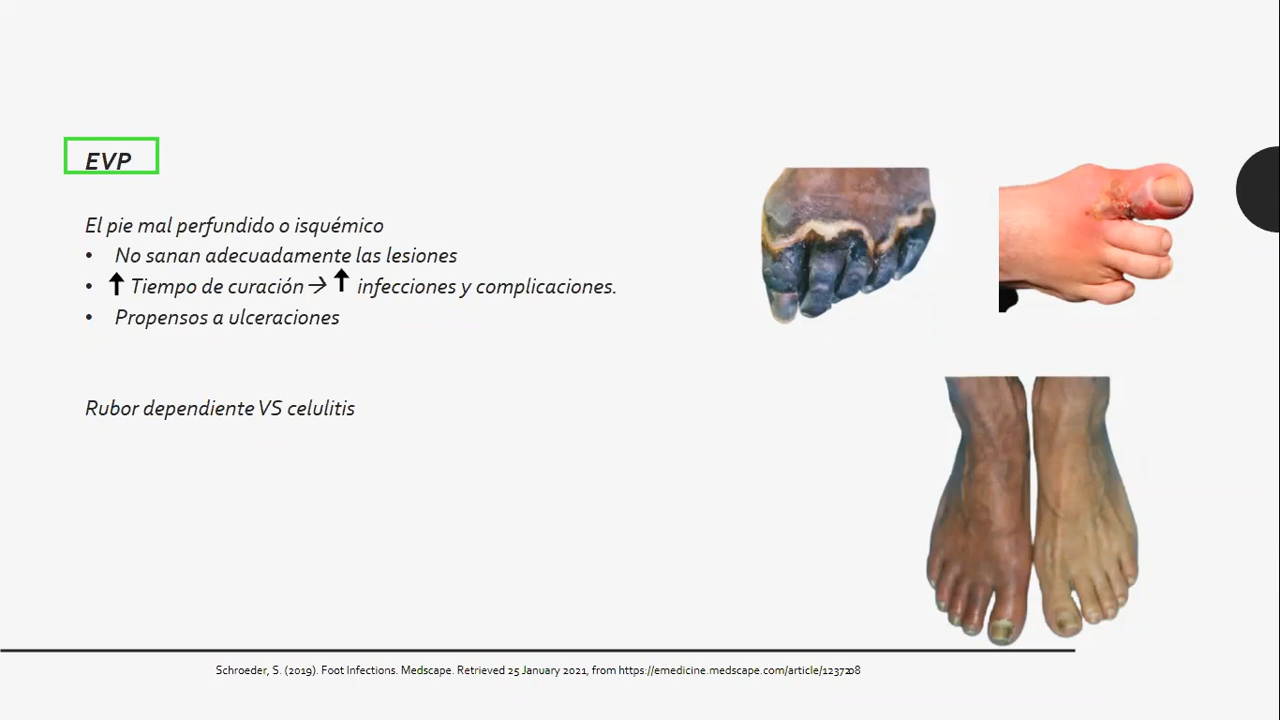 EVP
El pie mal perfundido o isquémico
• No sanan adecuadamente las lesiones
• ↑ Tiempo de curación → ↑ infecciones y complicaciones.
• Propensos a ulceraciones
Rubor dependiente VS celulitis
Schroeder, S. (2019). Foot Infections. Medscape. Retrieved 25 January 2021, from https://emedicine.medscape.com/article/1237208